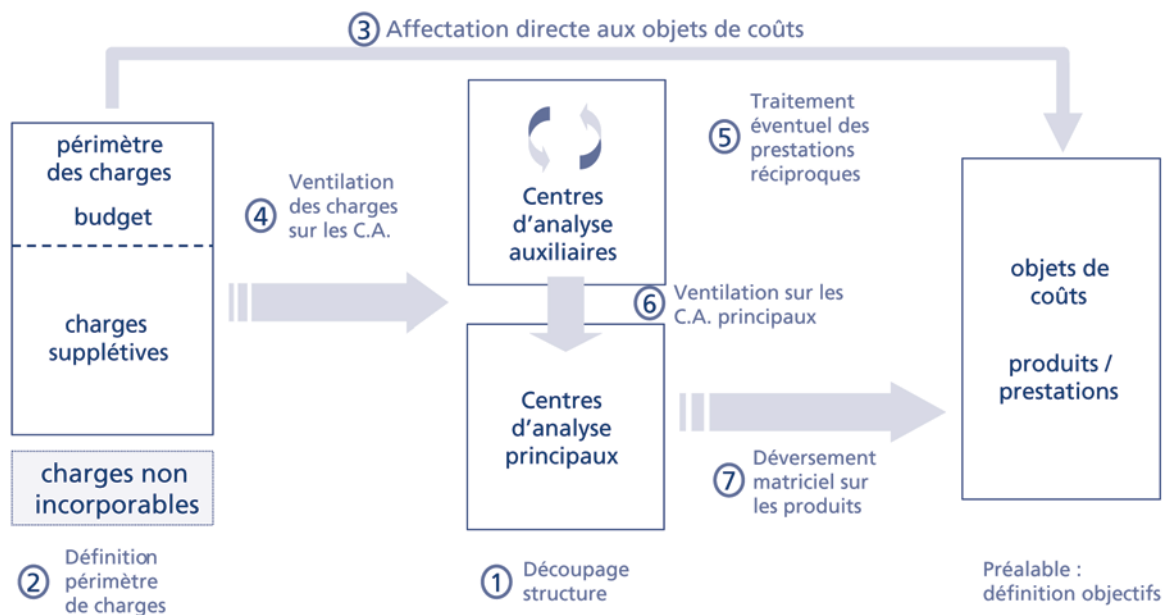 3 Affectation directe aux objets de coûts
périmètre
des charges
budget
charges
supplétives
charges non
incorporables
2 Définition
périmètre
de charges
4 Ventilation
des charges
sur les C.A.
Centres
d'analyse
auxiliaires
5 Traitement
éventuel des
prestations
réciproques
6 Ventilation sur les
C.A. principaux
Centres
d'analyse
principaux
1 Découpage
structure
7 Déversement
matriciel sur
les produits
objets de
coûts
produits /
prestations
Préalable :
définition objectifs